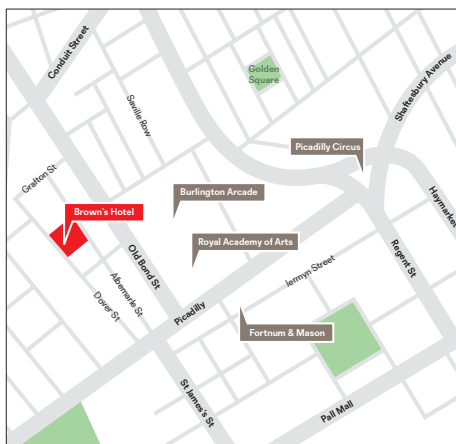 Conduit Street
Golden
Square
Shaftesbury Avenue
Saville Row
Picadilly Circus
Grafton St
Burlington Arcade
Haymarket
Brown's Hotel
Old Bond St
Royal Academy of Arts
Regent St
Jermyn Street
Albemarle St
Dover St
Picadilly
Fortnum & Mason
St James's St
Pall Mall